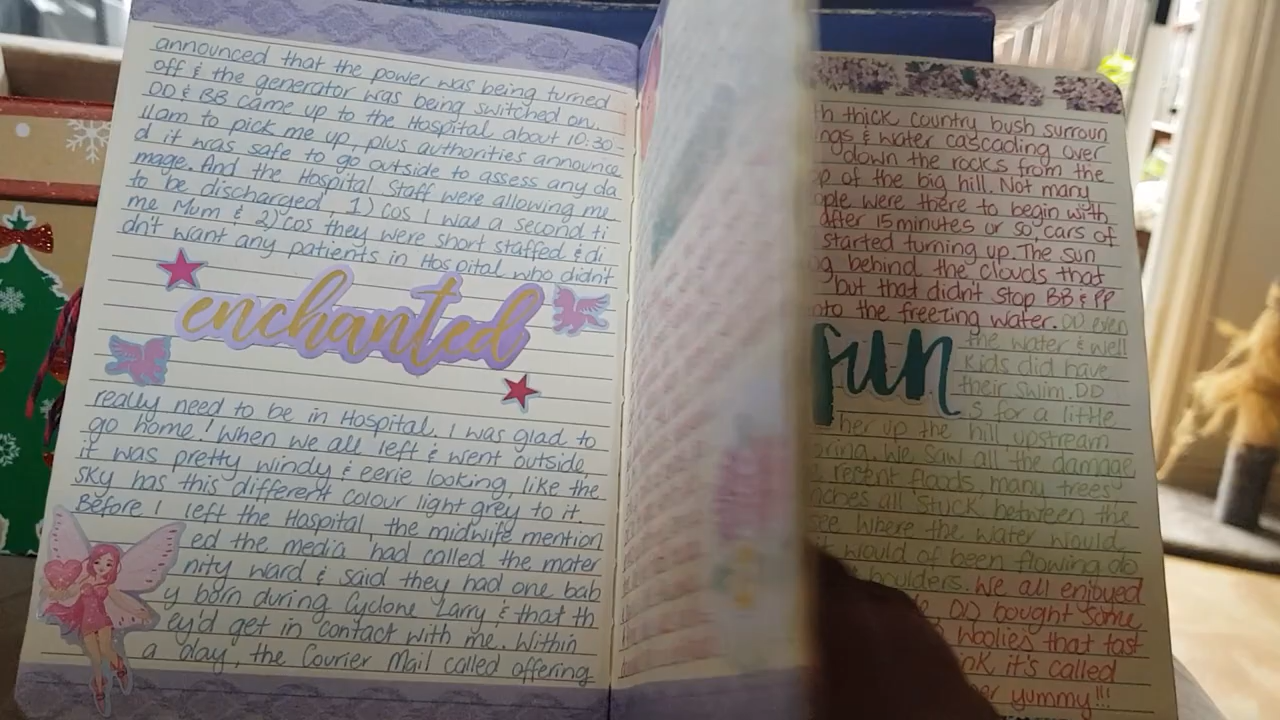 announced that the power was being turned
off & the generator was being switched on.
DD & BB came up to the Hospital about 10:30-
11am to pick me up, plus authorities announce
d it was safe to go outside to assess any da
mage. And the Hospital Staff were allowing me
to be discharged, 1) cos I was a second ti
me Mum & 2) cos they were short staffed & di
dn't want any patients in Hospital who didn't
enchanted
really need to be in Hospital. I was glad to
go home! When we all left & went outside
it was pretty windy & eerie looking, like the
sky has this different colour light grey to it.
Before I left the Hospital, the midwife mention
ed the media had called the mater
nity ward & said they had one bab
y born during Cyclone Larry & that th
ey'd get in contact with me. Within
a day, the Courier Mail called offering
thick country bush surroun
ngs & water cascading over
down the rocks from the
of the big hill. Not many
ople were there to begin with
After 15 minutes or so cars of
started turning up. The sun
behind the clouds that
but that didn't stop BB & PP
nto the freezing water. DD even
the water & well
kids did have
fun
their swim. DD
s for a little
her up the hill upstream
We saw all the damage
recent floods, many trees
nches all stuck between the
see where the water would
would of been flowing do
boulders. We all enjoyed
DD bought some
woolies that tast
it's called
yummy!!!